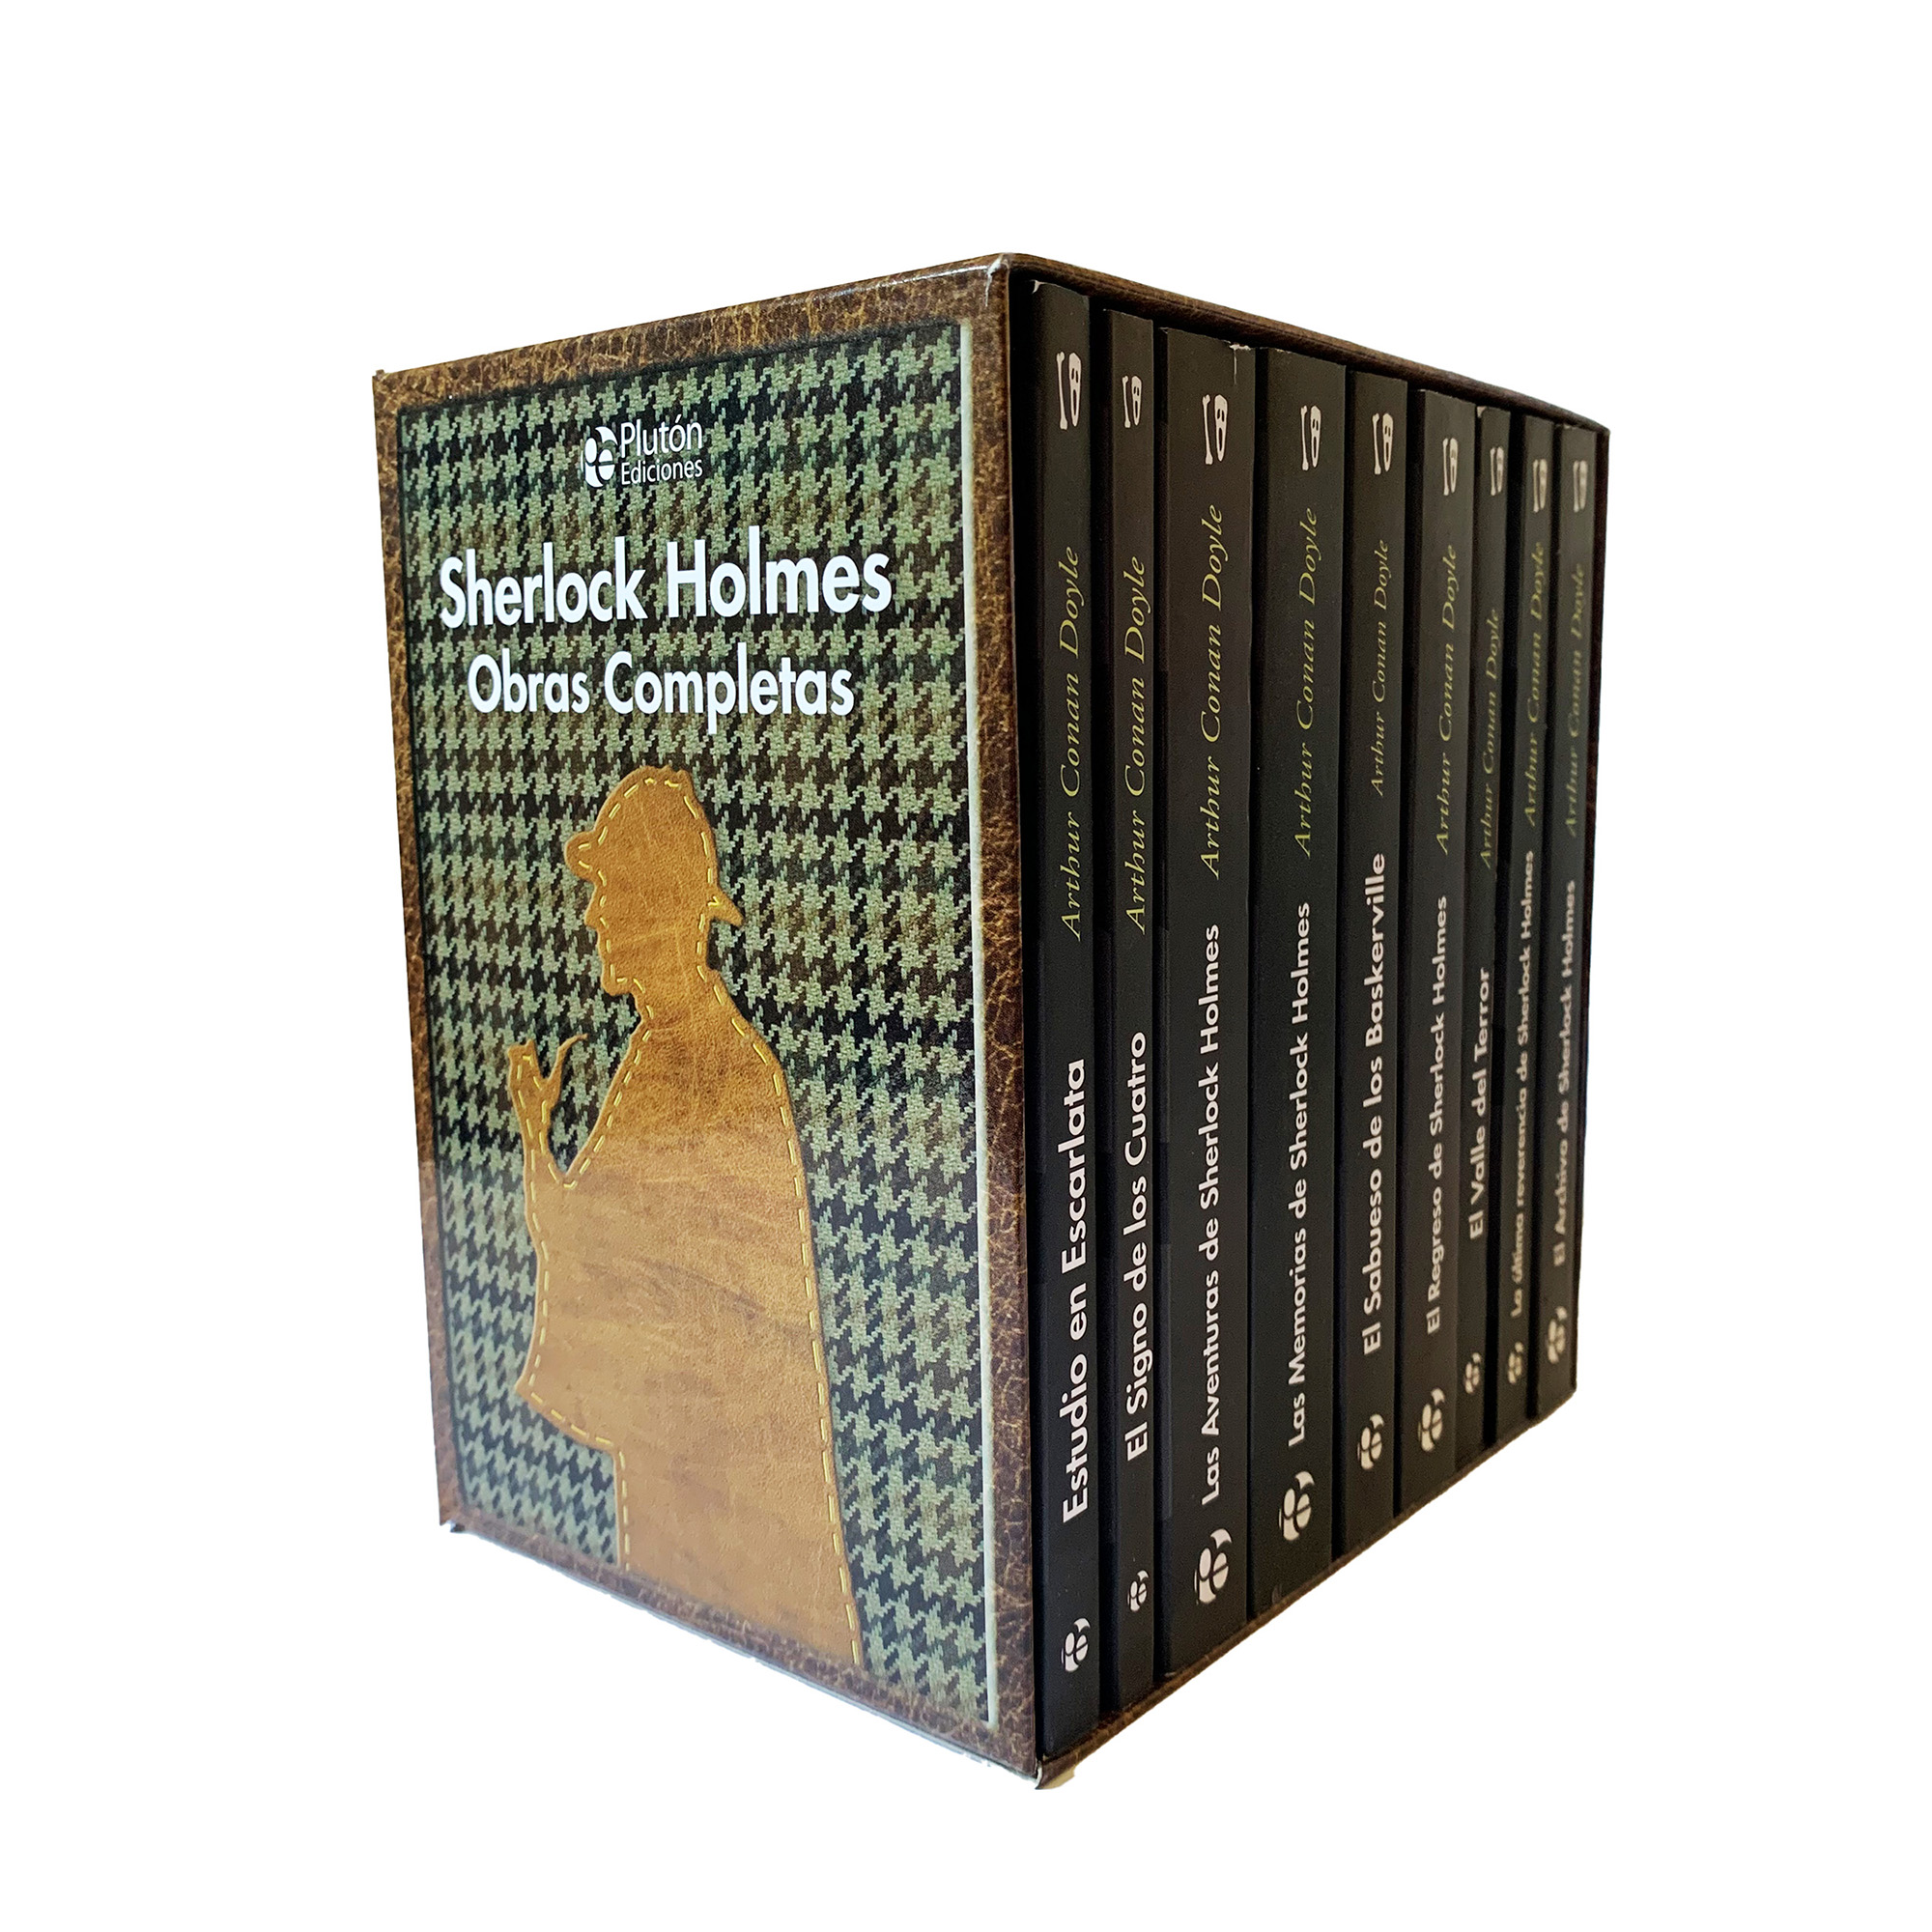 Plutón
Ediciones
Sherlock Holmes
Obras Completas
Estudio en Escarlata Arthur Conan Doyle
El Signo de los Cuatro Arthur Conan Doyle
Las Aventuras de Sherlock Holmes Arthur Conan Doyle
Las Memorias de Sherlock Holmes Arthur Conan Doyle
El Sabueso de los Baskerville Arthur Conan Doyle
El Regreso de Sherlock Holmes Arthur Conan Doyle
El Valle del Terror Arthur Conan Doyle
La última reverencia de Sherlock Holmes Arthur Conan Doyle
El Archivo de Sherlock Holmes Arthur Conan Doyle